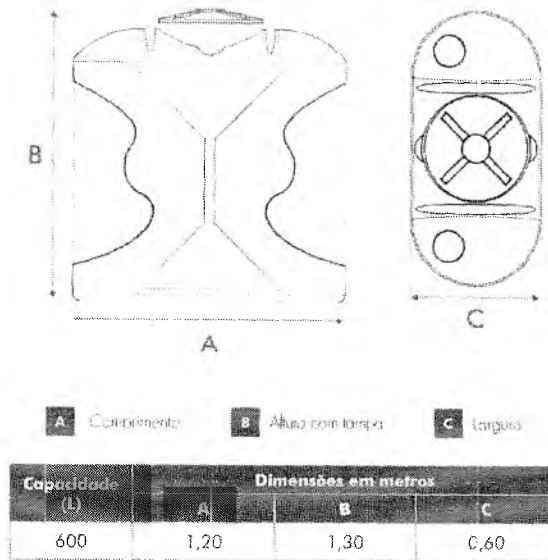 B
A
C
A Comprimento B Altura com tampa C Largura
Capacidade (L) Dimensões em metros
A B C
600 1,20 1,30 0,60